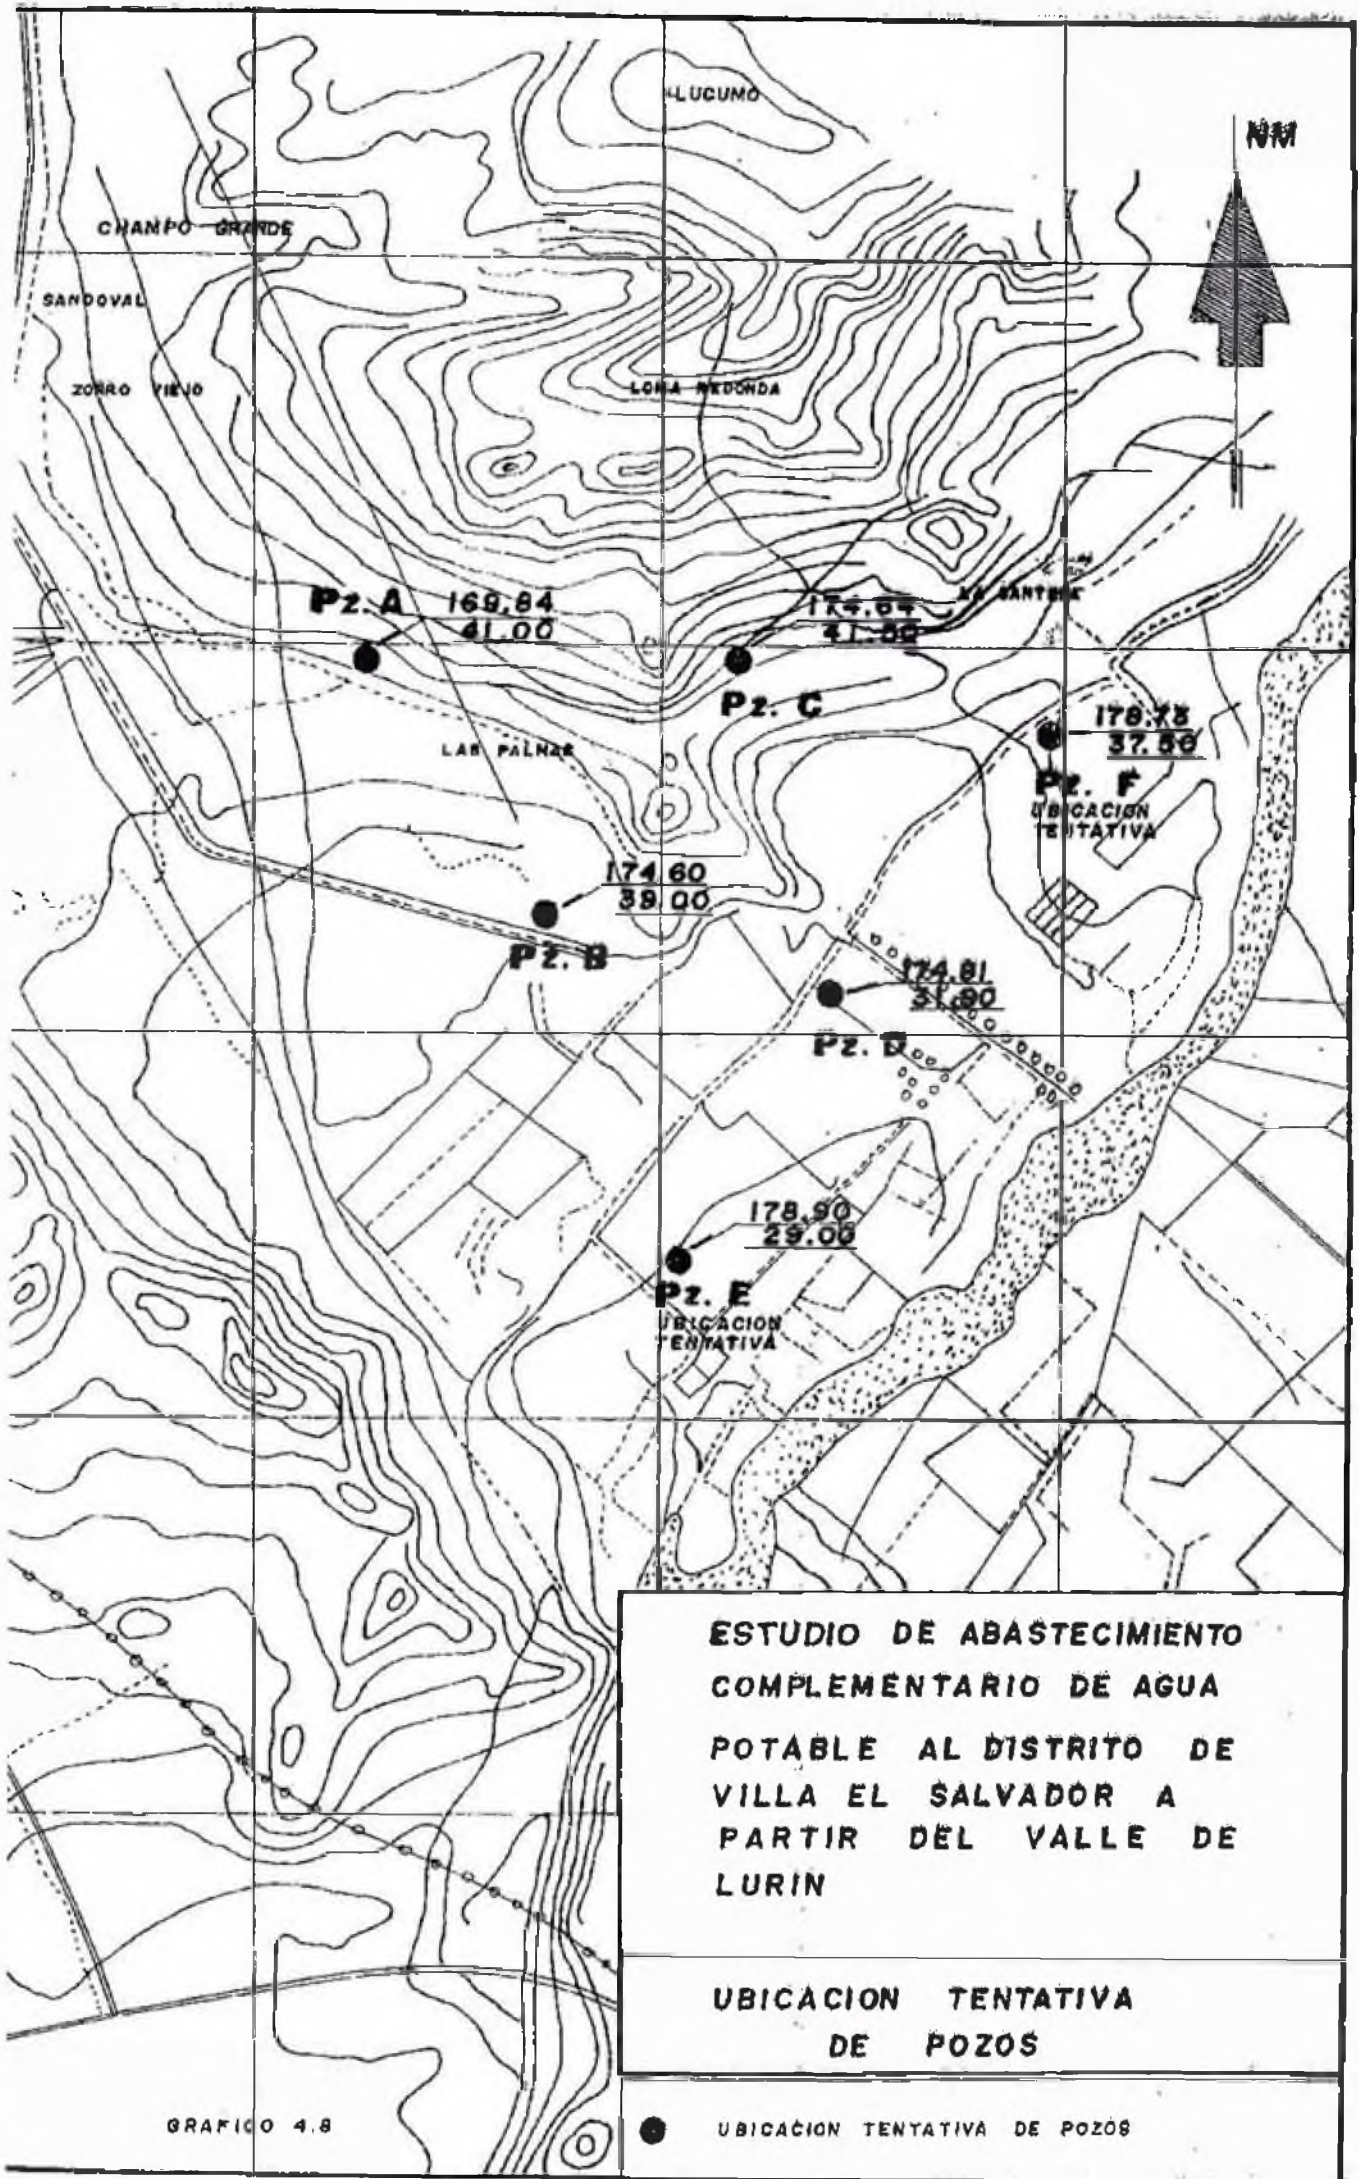 LUCUMO
NM
CHAMPO GRANDE
SANDOVAL
ZORRO VIEJO
LOMA REDONDA
Pz. A
169.84
41.00
174.64
41.50
Pz. C
178.73
37.50
Pz. F
UBICACION
TENTATIVA
LAS PALMAS
174.60
39.00
Pz. B
174.81
31.90
Pz. D
178.90
29.00
Pz. E
UBICACION
TENTATIVA
ESTUDIO DE ABASTECIMIENTO
COMPLEMENTARIO DE AGUA
POTABLE AL DISTRITO DE
VILLA EL SALVADOR A
PARTIR DEL VALLE DE
LURIN
UBICACION TENTATIVA
DE POZOS
GRAFICO 4.8
UBICACION TENTATIVA DE POZOS